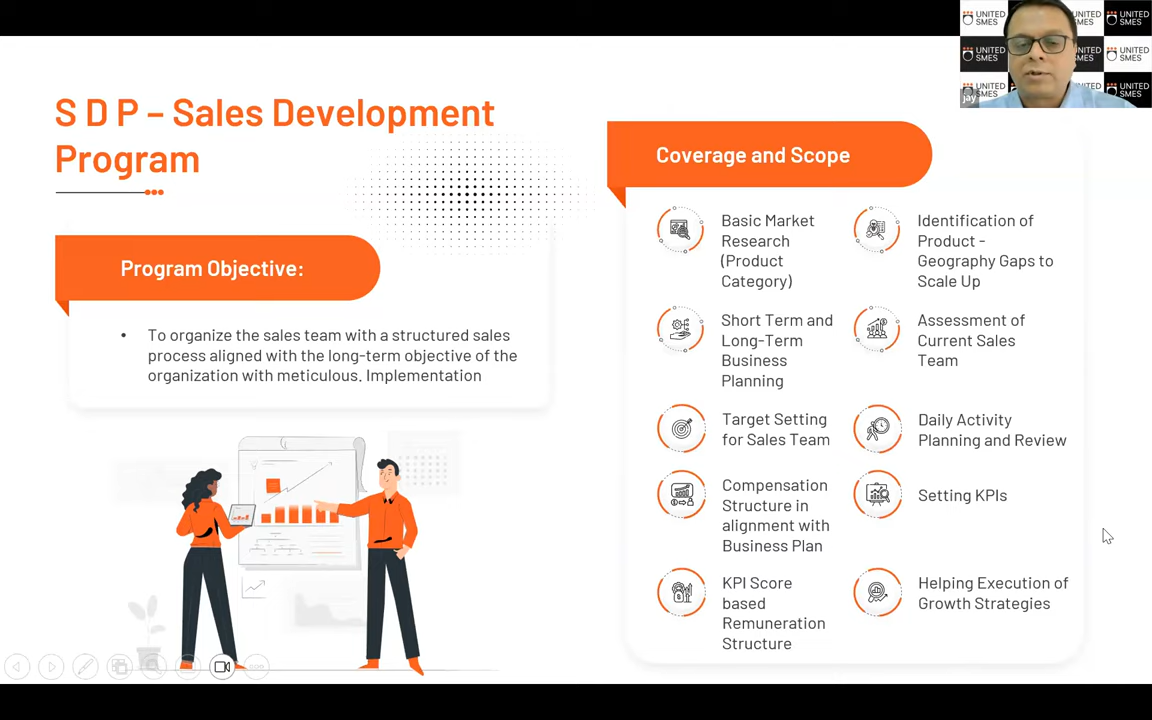 S D P – Sales Development
Program
Program Objective:
• To organize the sales team with a structured sales
process aligned with the long-term objective of the
organization with meticulous. Implementation
Coverage and Scope
Basic Market
Research
(Product
Category)
Identification of
Product -
Geography Gaps to
Scale Up
Short Term and
Long-Term
Business
Planning
Assessment of
Current Sales
Team
Target Setting
for Sales Team
Daily Activity
Planning and Review
Compensation
Structure in
alignment with
Business Plan
Setting KPIs
KPI Score
based
Remuneration
Structure
Helping Execution of
Growth Strategies
UNITED
SMES
UNITED
SMES
UNITED
SMES
UNITED
SMES
UNITED
SMES
UNITED
SMES
jay